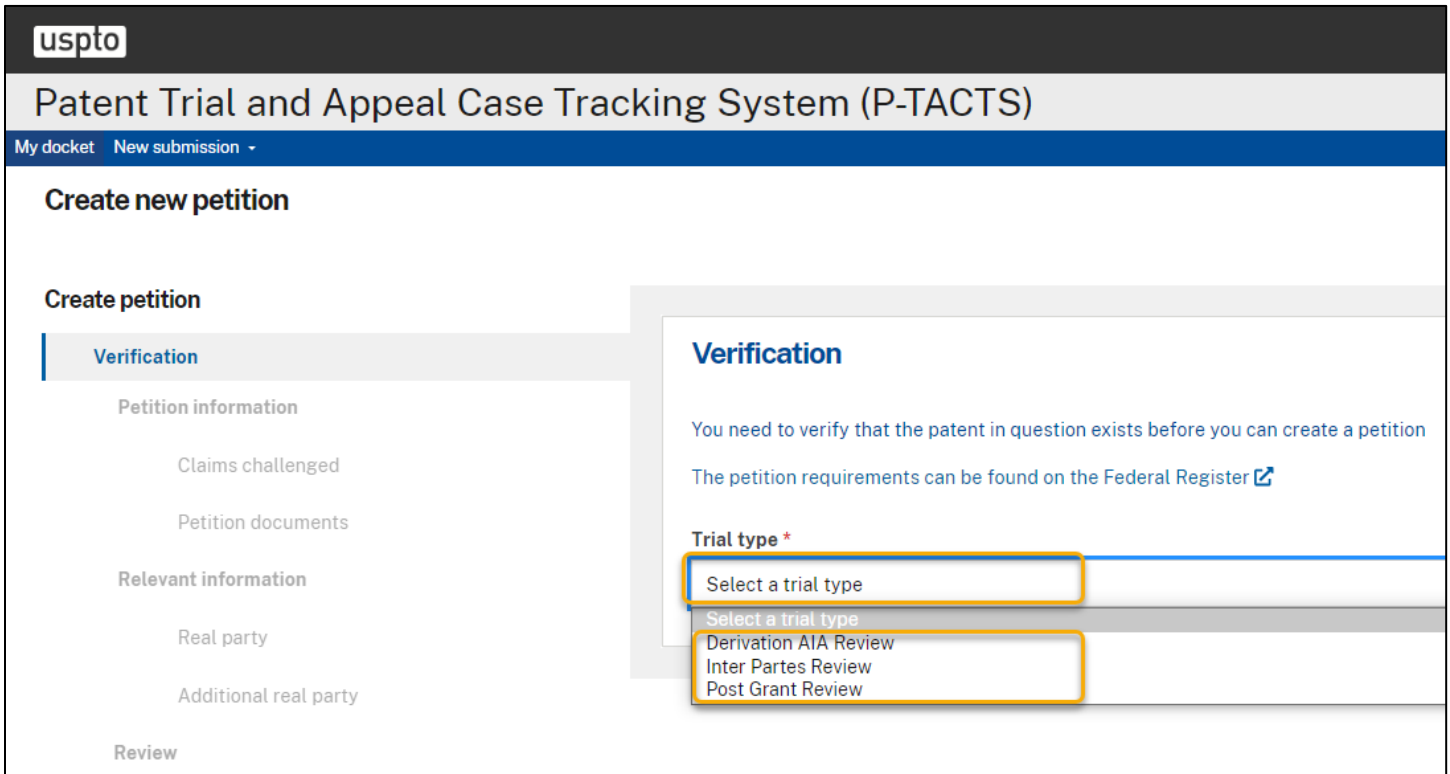 uspto
Patent Trial and Appeal Case Tracking System (P-TACTS)
My docket New submission
Create new petition
Create petition
Verification
Petition information
Claims challenged
Petition documents
Relevant information
Real party
Additional real party
Review
Verification
You need to verify that the patent in question exists before you can create a petition
The petition requirements can be found on the Federal Register
Trial type *
Select a trial type
Select a trial type
Derivation AIA Review
Inter Partes Review
Post Grant Review